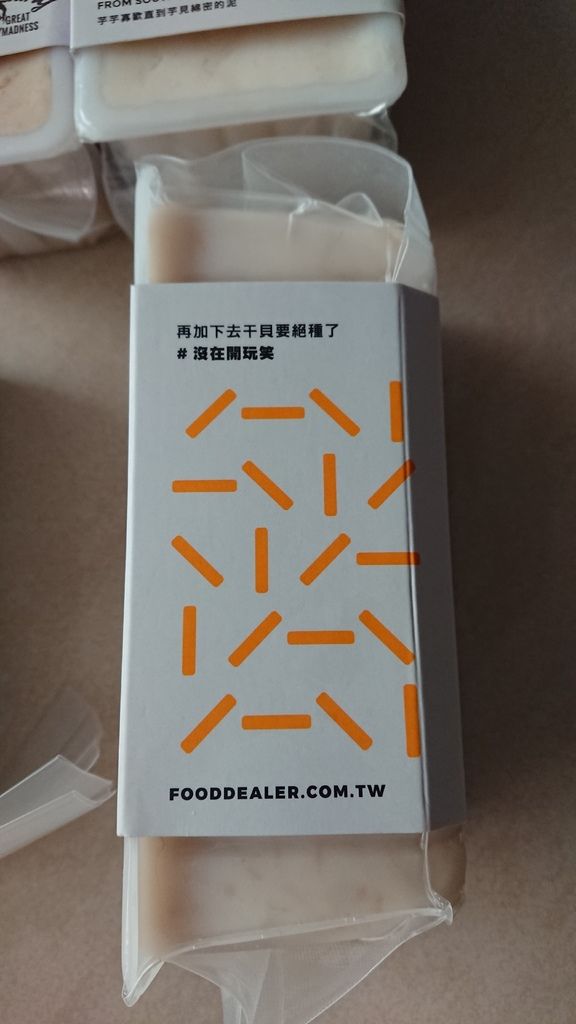 GREAT
MADNESS
FROM SOU
芋芋寡歡直到芋見綿密的泥
再加下去干貝要絕種了
# 沒在開玩笑
FOODDEALER.COM.TW